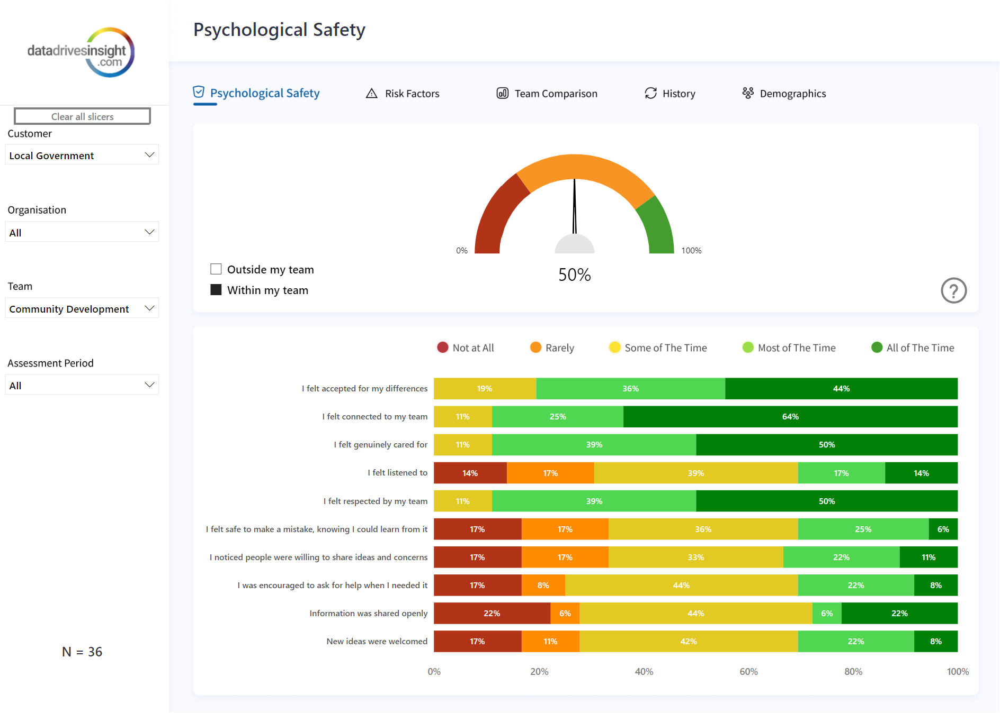 datadrivesinsight
.com
Psychological Safety
Psychological Safety
Risk Factors
Team Comparison
History
Demographics
Clear all slicers
Customer
Local Government
Organisation
All
Team
Community Development
Assessment Period
All
N = 36
0%
100%
50%
Outside my team
Within my team
?
Not at All
Rarely
Some of The Time
Most of The Time
All of The Time
I felt accepted for my differences 19% 36% 44%
I felt connected to my team 11% 25% 64%
I felt genuinely cared for 11% 39% 50%
I felt listened to 14% 17% 39% 17% 14%
I felt respected by my team 11% 39% 50%
I felt safe to make a mistake, knowing I could learn from it 17% 17% 36% 25% 6%
I noticed people were willing to share ideas and concerns 17% 17% 33% 22% 11%
I was encouraged to ask for help when I needed it 17% 8% 44% 22% 8%
Information was shared openly 22% 6% 44% 6% 22%
New ideas were welcomed 17% 11% 42% 22% 8%
0% 20% 40% 60% 80% 100%